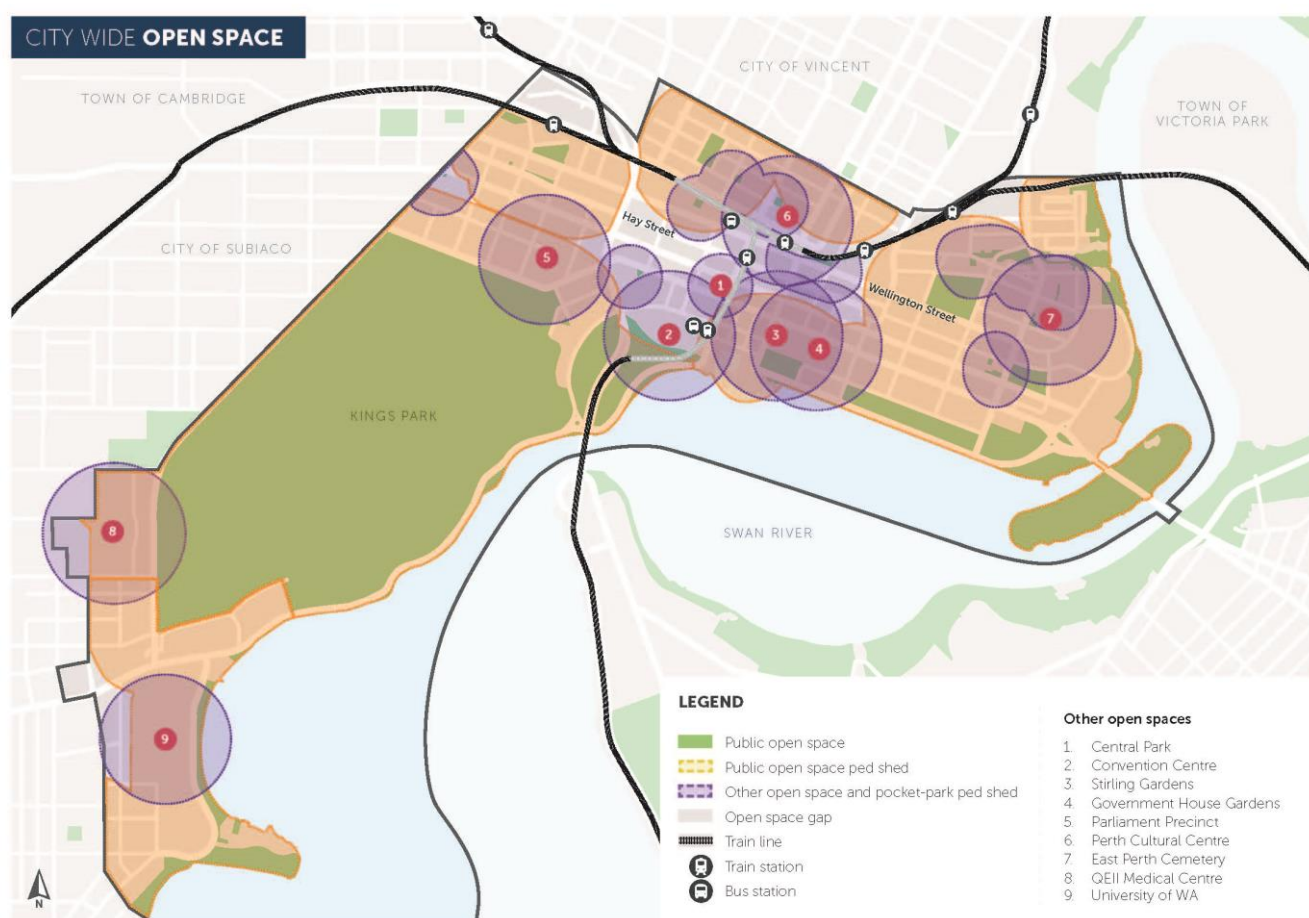 CITY WIDE OPEN SPACE
CITY OF VINCENT
TOWN OF CAMBRIDGE
TOWN OF
VICTORIA PARK
CITY OF SUBIACO
Hay Street
6
5
1
Wellington Street
7
2
3
4
KINGS PARK
8
SWAN RIVER
9
N
LEGEND
Public open space
Public open space ped shed
Other open space and pocket-park ped shed
Open space gap
Train line
Train station
Bus station
Other open spaces
1. Central Park
2. Convention Centre
3. Stirling Gardens
4. Government House Gardens
5. Parliament Precinct
6. Perth Cultural Centre
7. East Perth Cemetery
8. QEII Medical Centre
9. University of WA